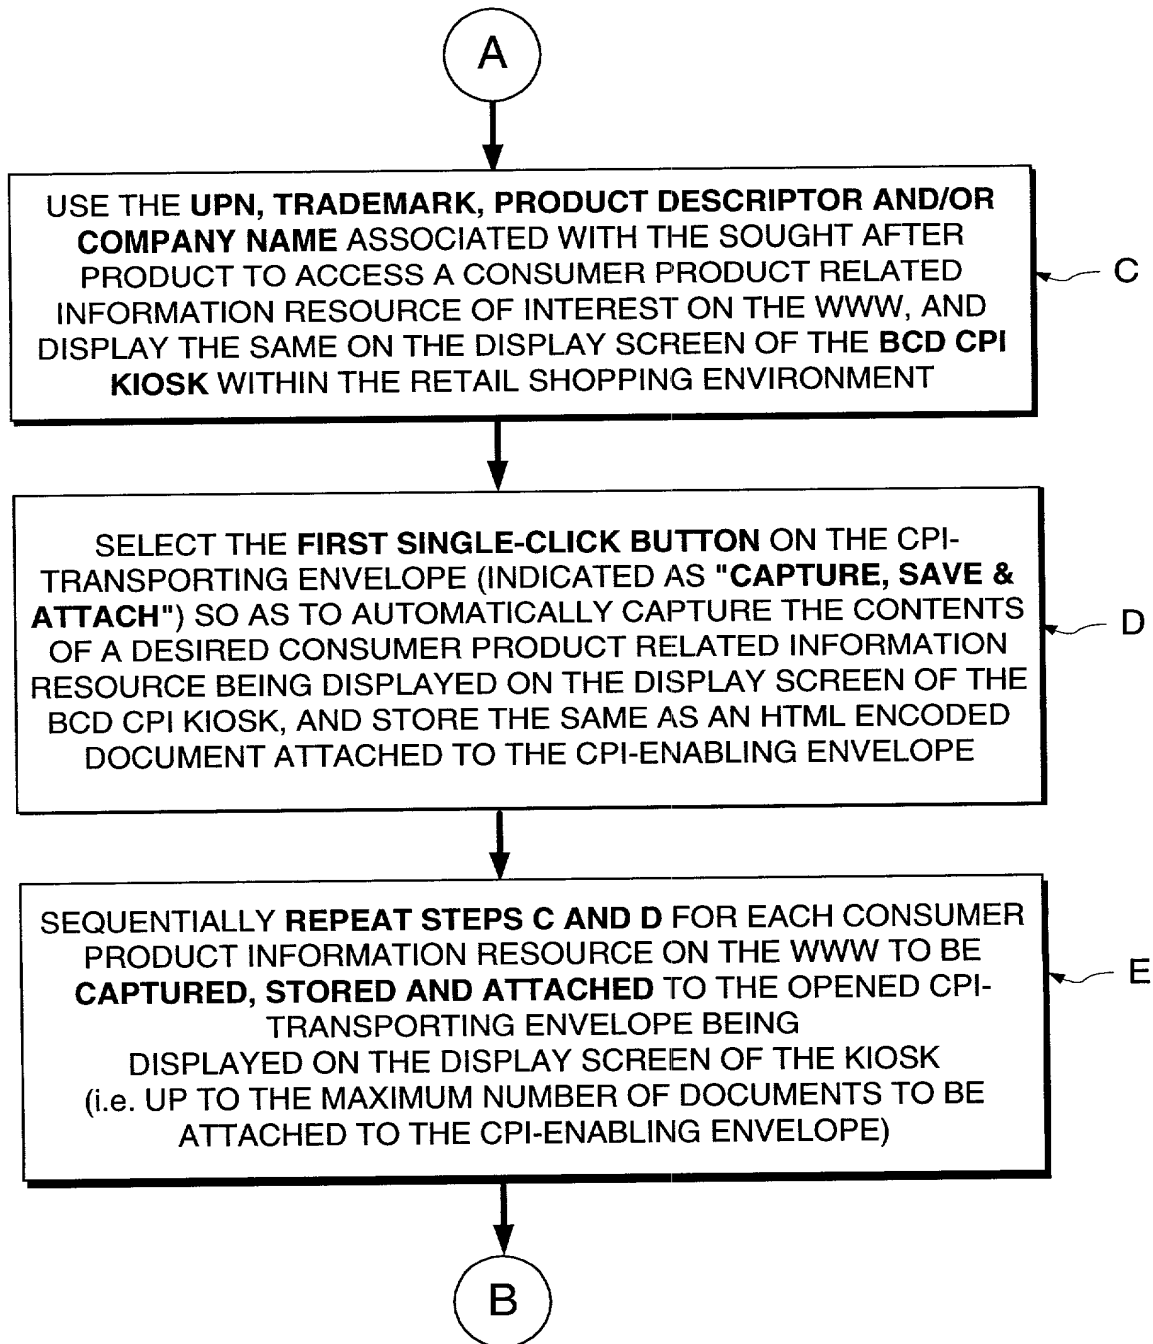 A
USE THE UPN, TRADEMARK, PRODUCT DESCRIPTOR AND/OR
COMPANY NAME ASSOCIATED WITH THE SOUGHT AFTER
PRODUCT TO ACCESS A CONSUMER PRODUCT RELATED
INFORMATION RESOURCE OF INTEREST ON THE WWW, AND
DISPLAY THE SAME ON THE DISPLAY SCREEN OF THE BCD CPI
KIOSK WITHIN THE RETAIL SHOPPING ENVIRONMENT
C
SELECT THE FIRST SINGLE-CLICK BUTTON ON THE CPI-
TRANSPORTING ENVELOPE (INDICATED AS "CAPTURE, SAVE &
ATTACH") SO AS TO AUTOMATICALLY CAPTURE THE CONTENTS
OF A DESIRED CONSUMER PRODUCT RELATED INFORMATION
RESOURCE BEING DISPLAYED ON THE DISPLAY SCREEN OF THE
BCD CPI KIOSK, AND STORE THE SAME AS AN HTML ENCODED
DOCUMENT ATTACHED TO THE CPI-ENABLING ENVELOPE
D
SEQUENTIALLY REPEAT STEPS C AND D FOR EACH CONSUMER
PRODUCT INFORMATION RESOURCE ON THE WWW TO BE
CAPTURED, STORED AND ATTACHED TO THE OPENED CPI-
TRANSPORTING ENVELOPE BEING
DISPLAYED ON THE DISPLAY SCREEN OF THE KIOSK
(i.e. UP TO THE MAXIMUM NUMBER OF DOCUMENTS TO BE
ATTACHED TO THE CPI-ENABLING ENVELOPE)
E
B